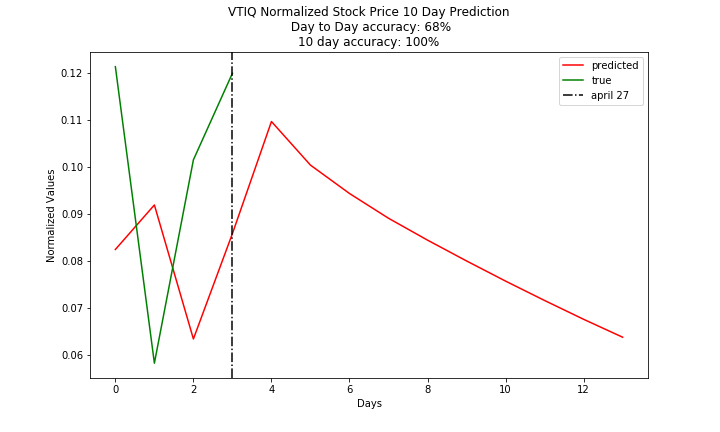 VTIQ Normalized Stock Price 10 Day Prediction
Day to Day accuracy: 68%
10 day accuracy: 100%
predicted
true
april 27
Normalized Values
0.12
0.11
0.10
0.09
0.08
0.07
0.06
0 2 4 6 8 10 12
Days